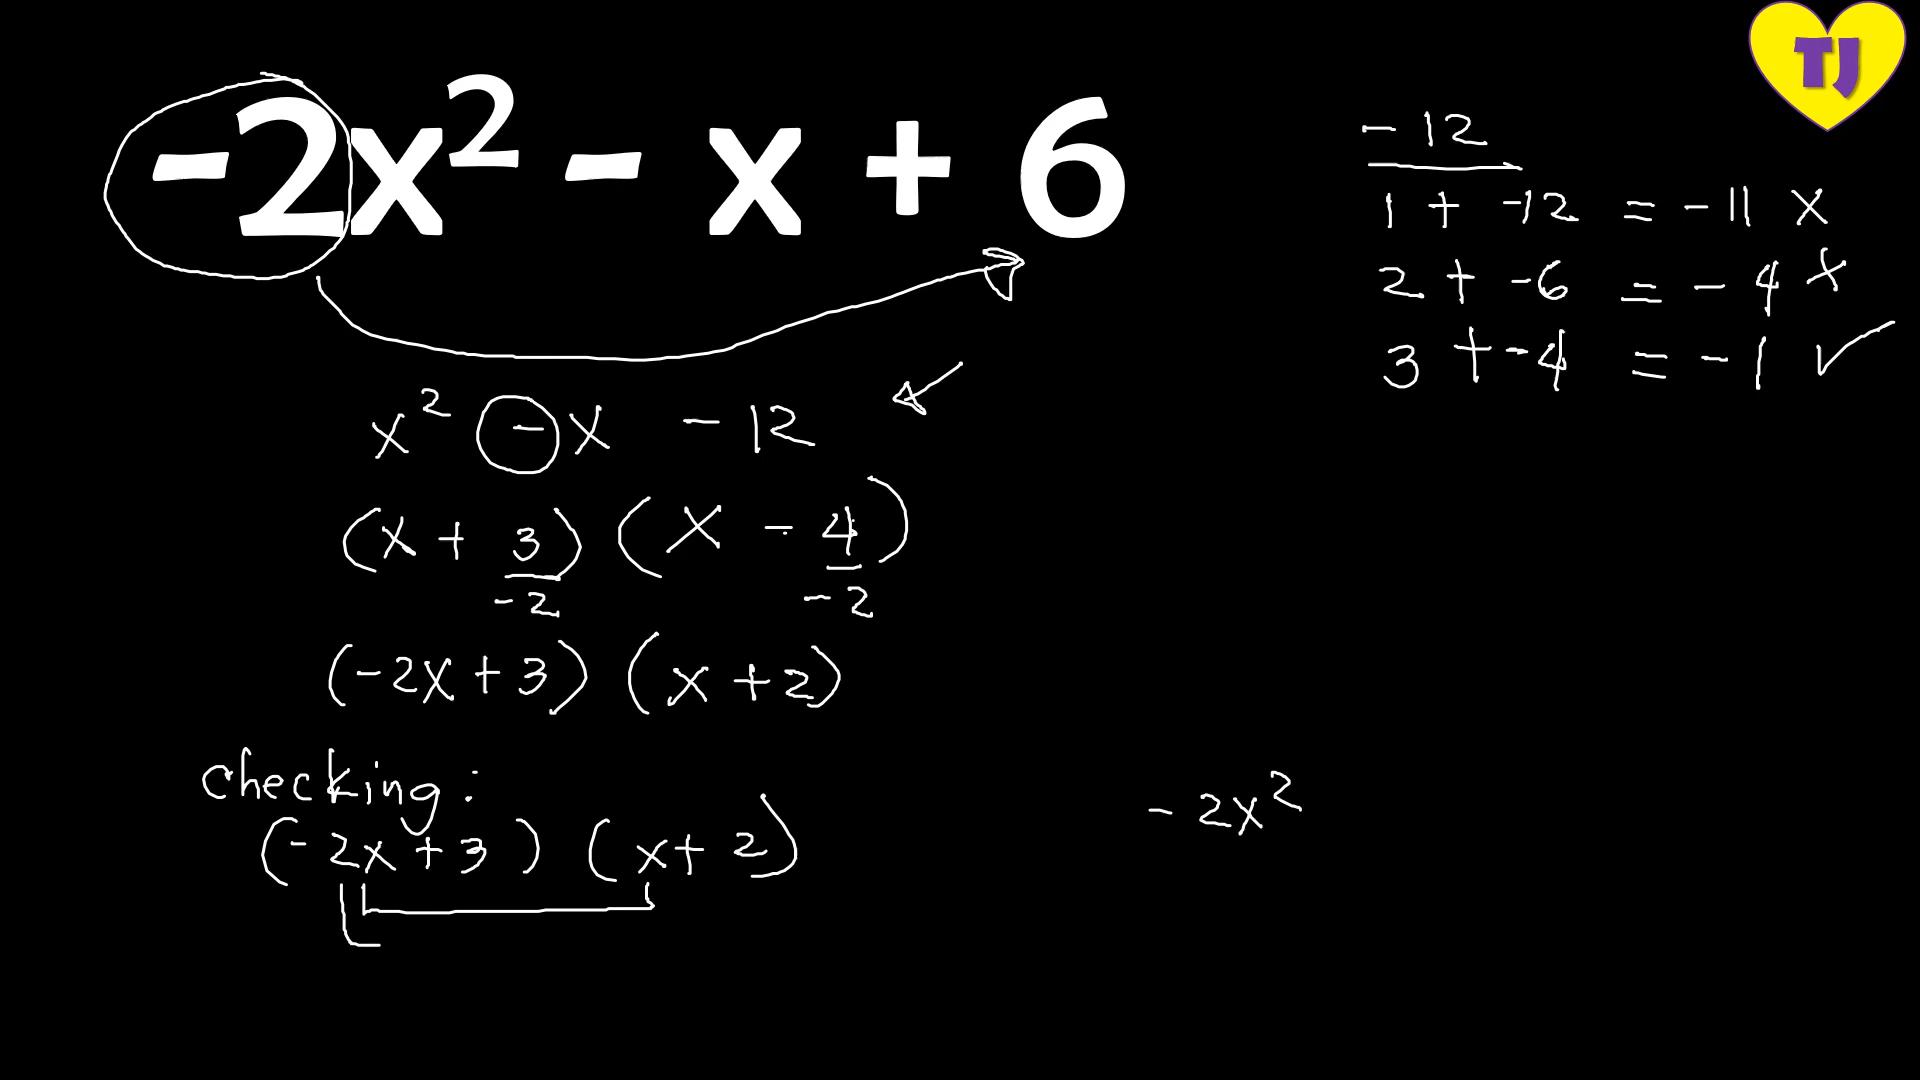 TJ
-2x² - x + 6
x² - x - 12
(x + 3) (x - 4)
-2 -2
(-2x + 3) (x + 2)
checking:
(-2x + 3) (x + 2)
-2x²
-12
1 + -12 = -11 x
2 + -6 = -4 x
3 + -4 = -1 ✓